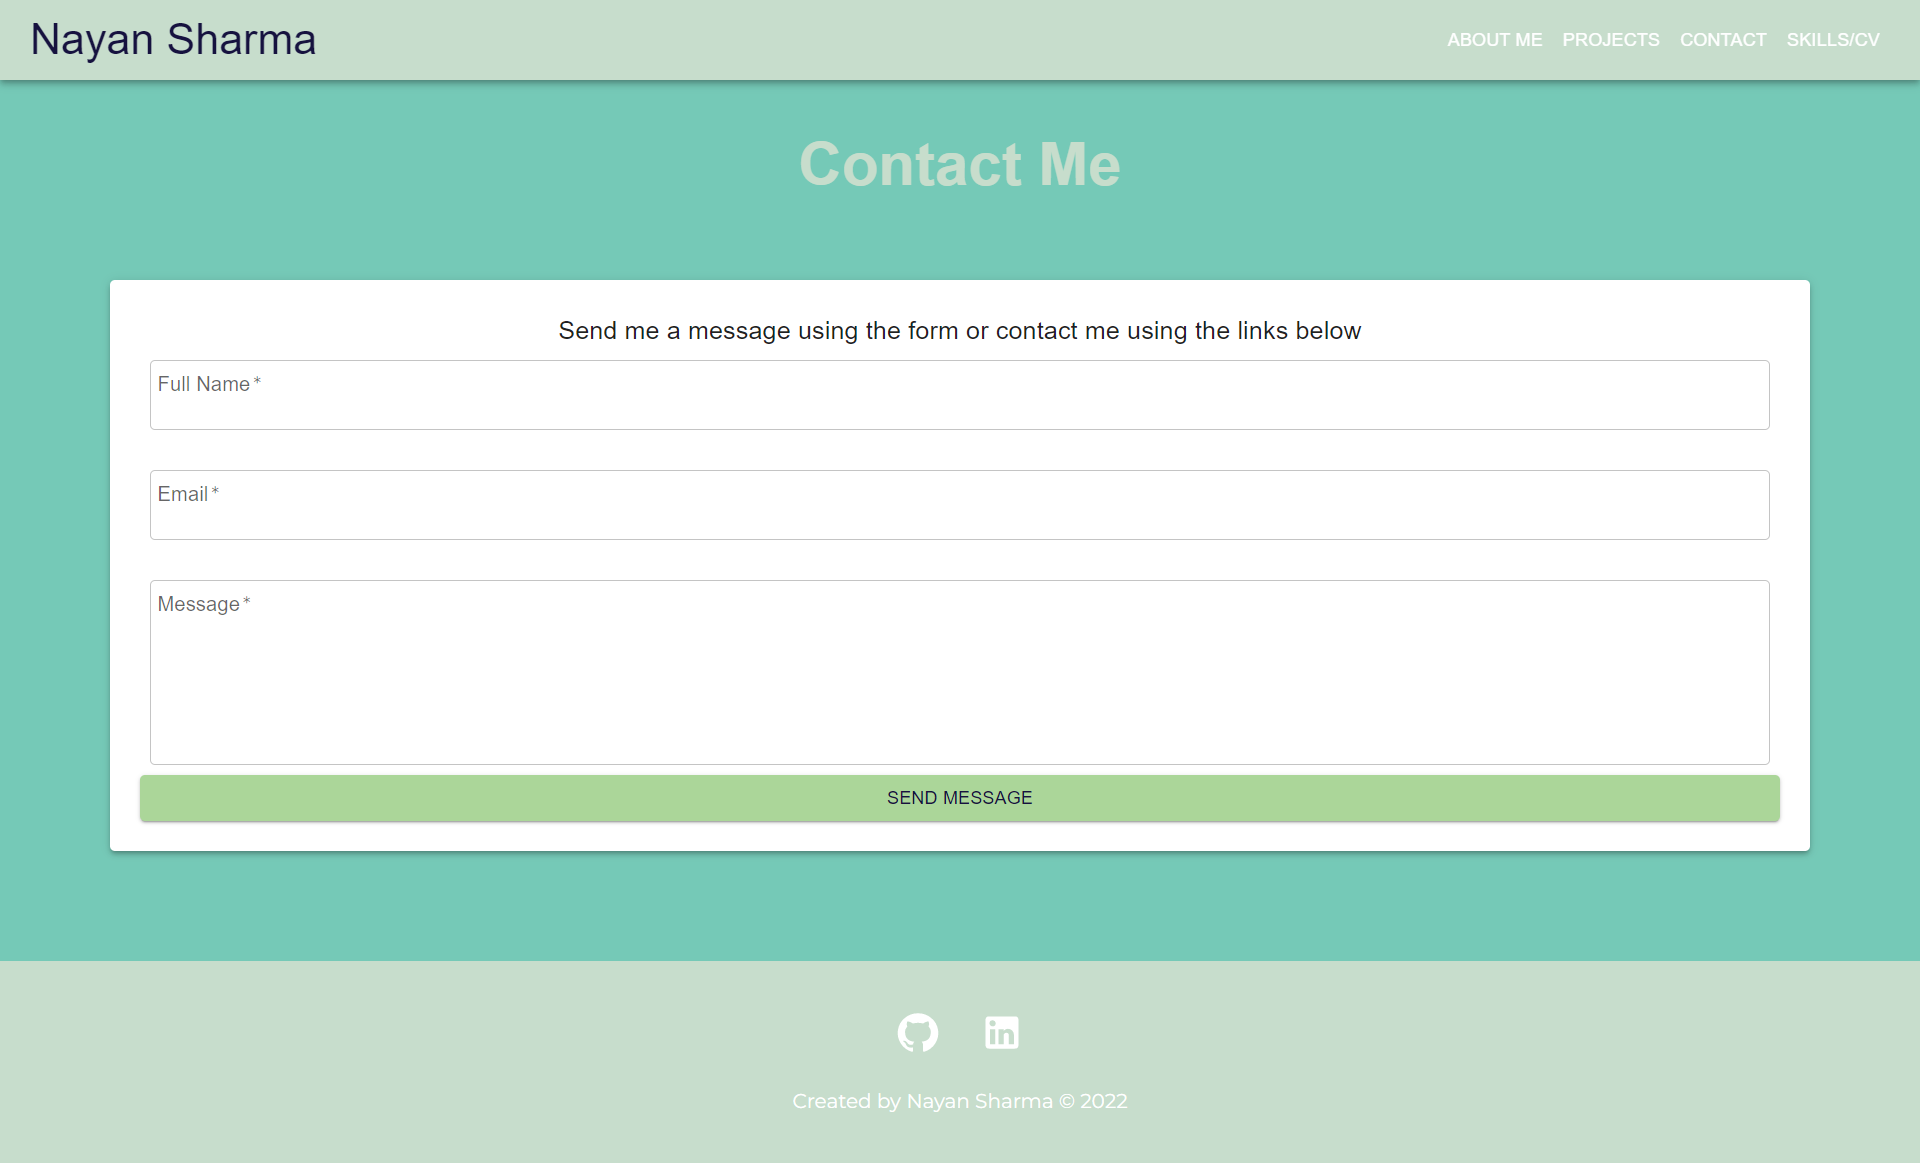 Nayan Sharma
ABOUT ME PROJECTS CONTACT SKILLS/CV
Contact Me
Send me a message using the form or contact me using the links below
Full Name *
Email *
Message *
SEND MESSAGE
in
Created by Nayan Sharma © 2022